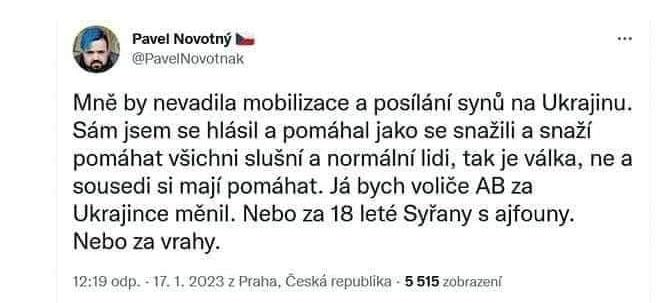 Pavel Novotný 🇨🇿
@PavelNovotnak
Mně by nevadila mobilizace a posílání synů na Ukrajinu.
Sám jsem se hlásil a pomáhal jako se snažili a snaží
pomáhat všichni slušní a normální lidi, tak je válka, ne a
sousedi si mají pomáhat. Já bych voliče AB za
Ukrajince měnil. Nebo za 18 leté Syřany s ajfouny.
Nebo za vrahy.
12:19 odp. · 17. 1. 2023 z Praha, Česká republika · 5 515 zobrazení